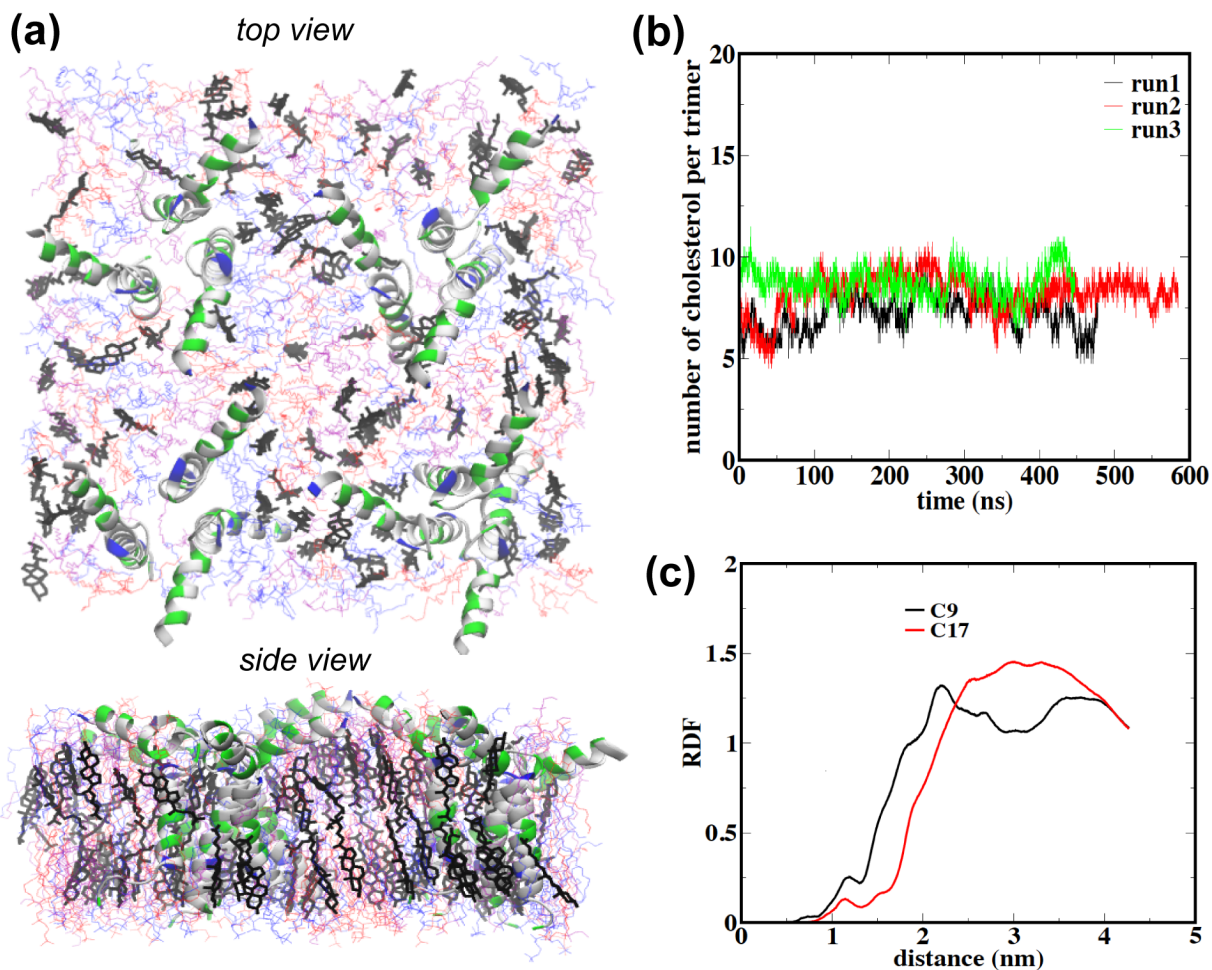 (a)
top view
side view
(b)
number of cholesterol per trimer
20
15
10
5
0
run1
run2
run3
0 100 200 300 400 500 600
time (ns)
(c)
RDF
2
1.5
1
0.5
0
C9
C17
0 1 2 3 4 5
distance (nm)